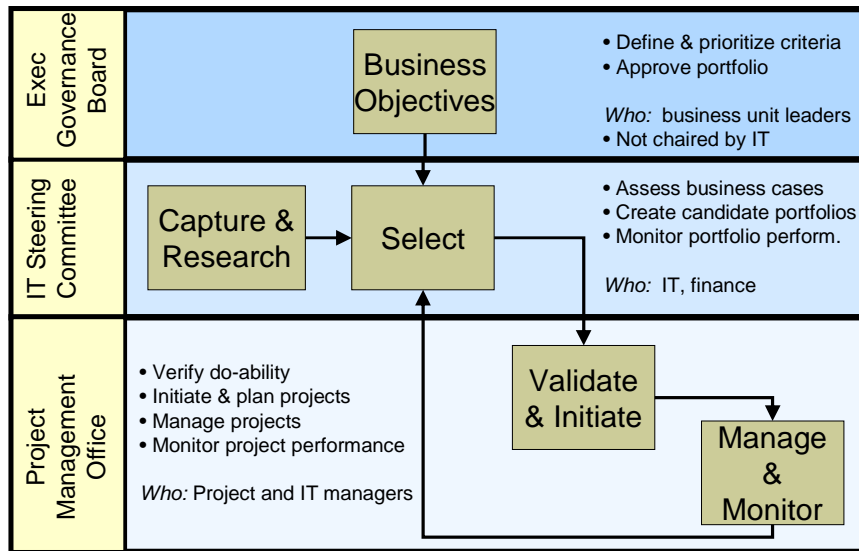 Exec
Governance
Board
Business
Objectives
• Define & prioritize criteria
• Approve portfolio
Who:  business unit leaders
• Not chaired by IT
IT Steering
Committee
Capture &
Research
Select
• Assess business cases
• Create candidate portfolios
• Monitor portfolio perform.
Who:  IT, finance
Project
Management
Office
• Verify do-ability
• Initiate & plan projects
• Manage projects
• Monitor project performance
Who: Project and IT managers
Validate
& Initiate
Manage
&
Monitor